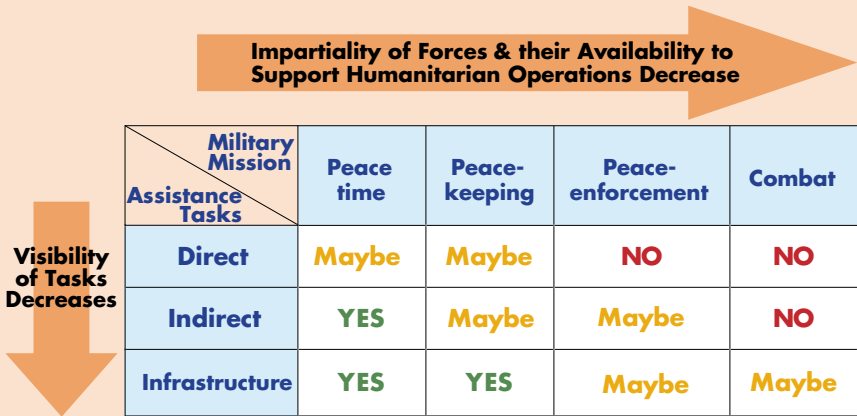 Impartiality of Forces & their Availability to
Support Humanitarian Operations Decrease
Military
Mission
Assistance
Tasks
Peace
time
Peace-
keeping
Peace-
enforcement
Combat
Visibility
of Tasks
Decreases
Direct
Maybe
Maybe
NO
NO
Indirect
YES
Maybe
Maybe
NO
Infrastructure
YES
YES
Maybe
Maybe